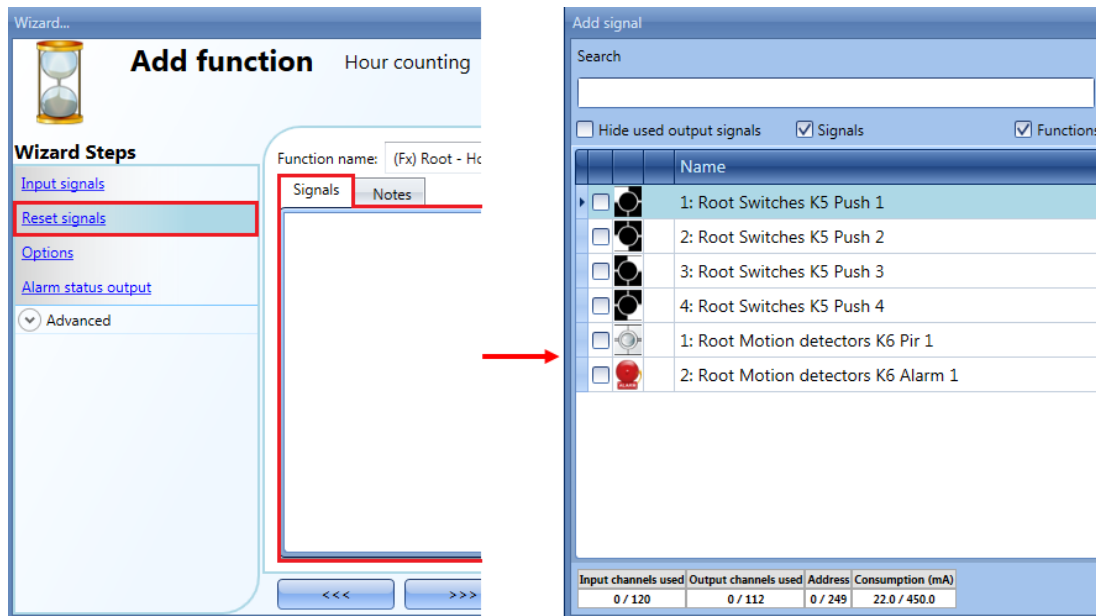 Wizard...
Add function Hour counting
Wizard Steps
Input signals
Reset signals
Options
Alarm status output
Advanced
Function name: (Fx) Root - Ho
Signals
Notes
<<<
>>>
Add signal
Search
Hide used output signals
Signals
Functions
Name
1: Root Switches K5 Push 1
2: Root Switches K5 Push 2
3: Root Switches K5 Push 3
4: Root Switches K5 Push 4
1: Root Motion detectors K6 Pir 1
ALARM 2: Root Motion detectors K6 Alarm 1
Input channels used Output channels used Address Consumption (mA)
0 / 120 0 / 112 0 / 249 22.0 / 450.0